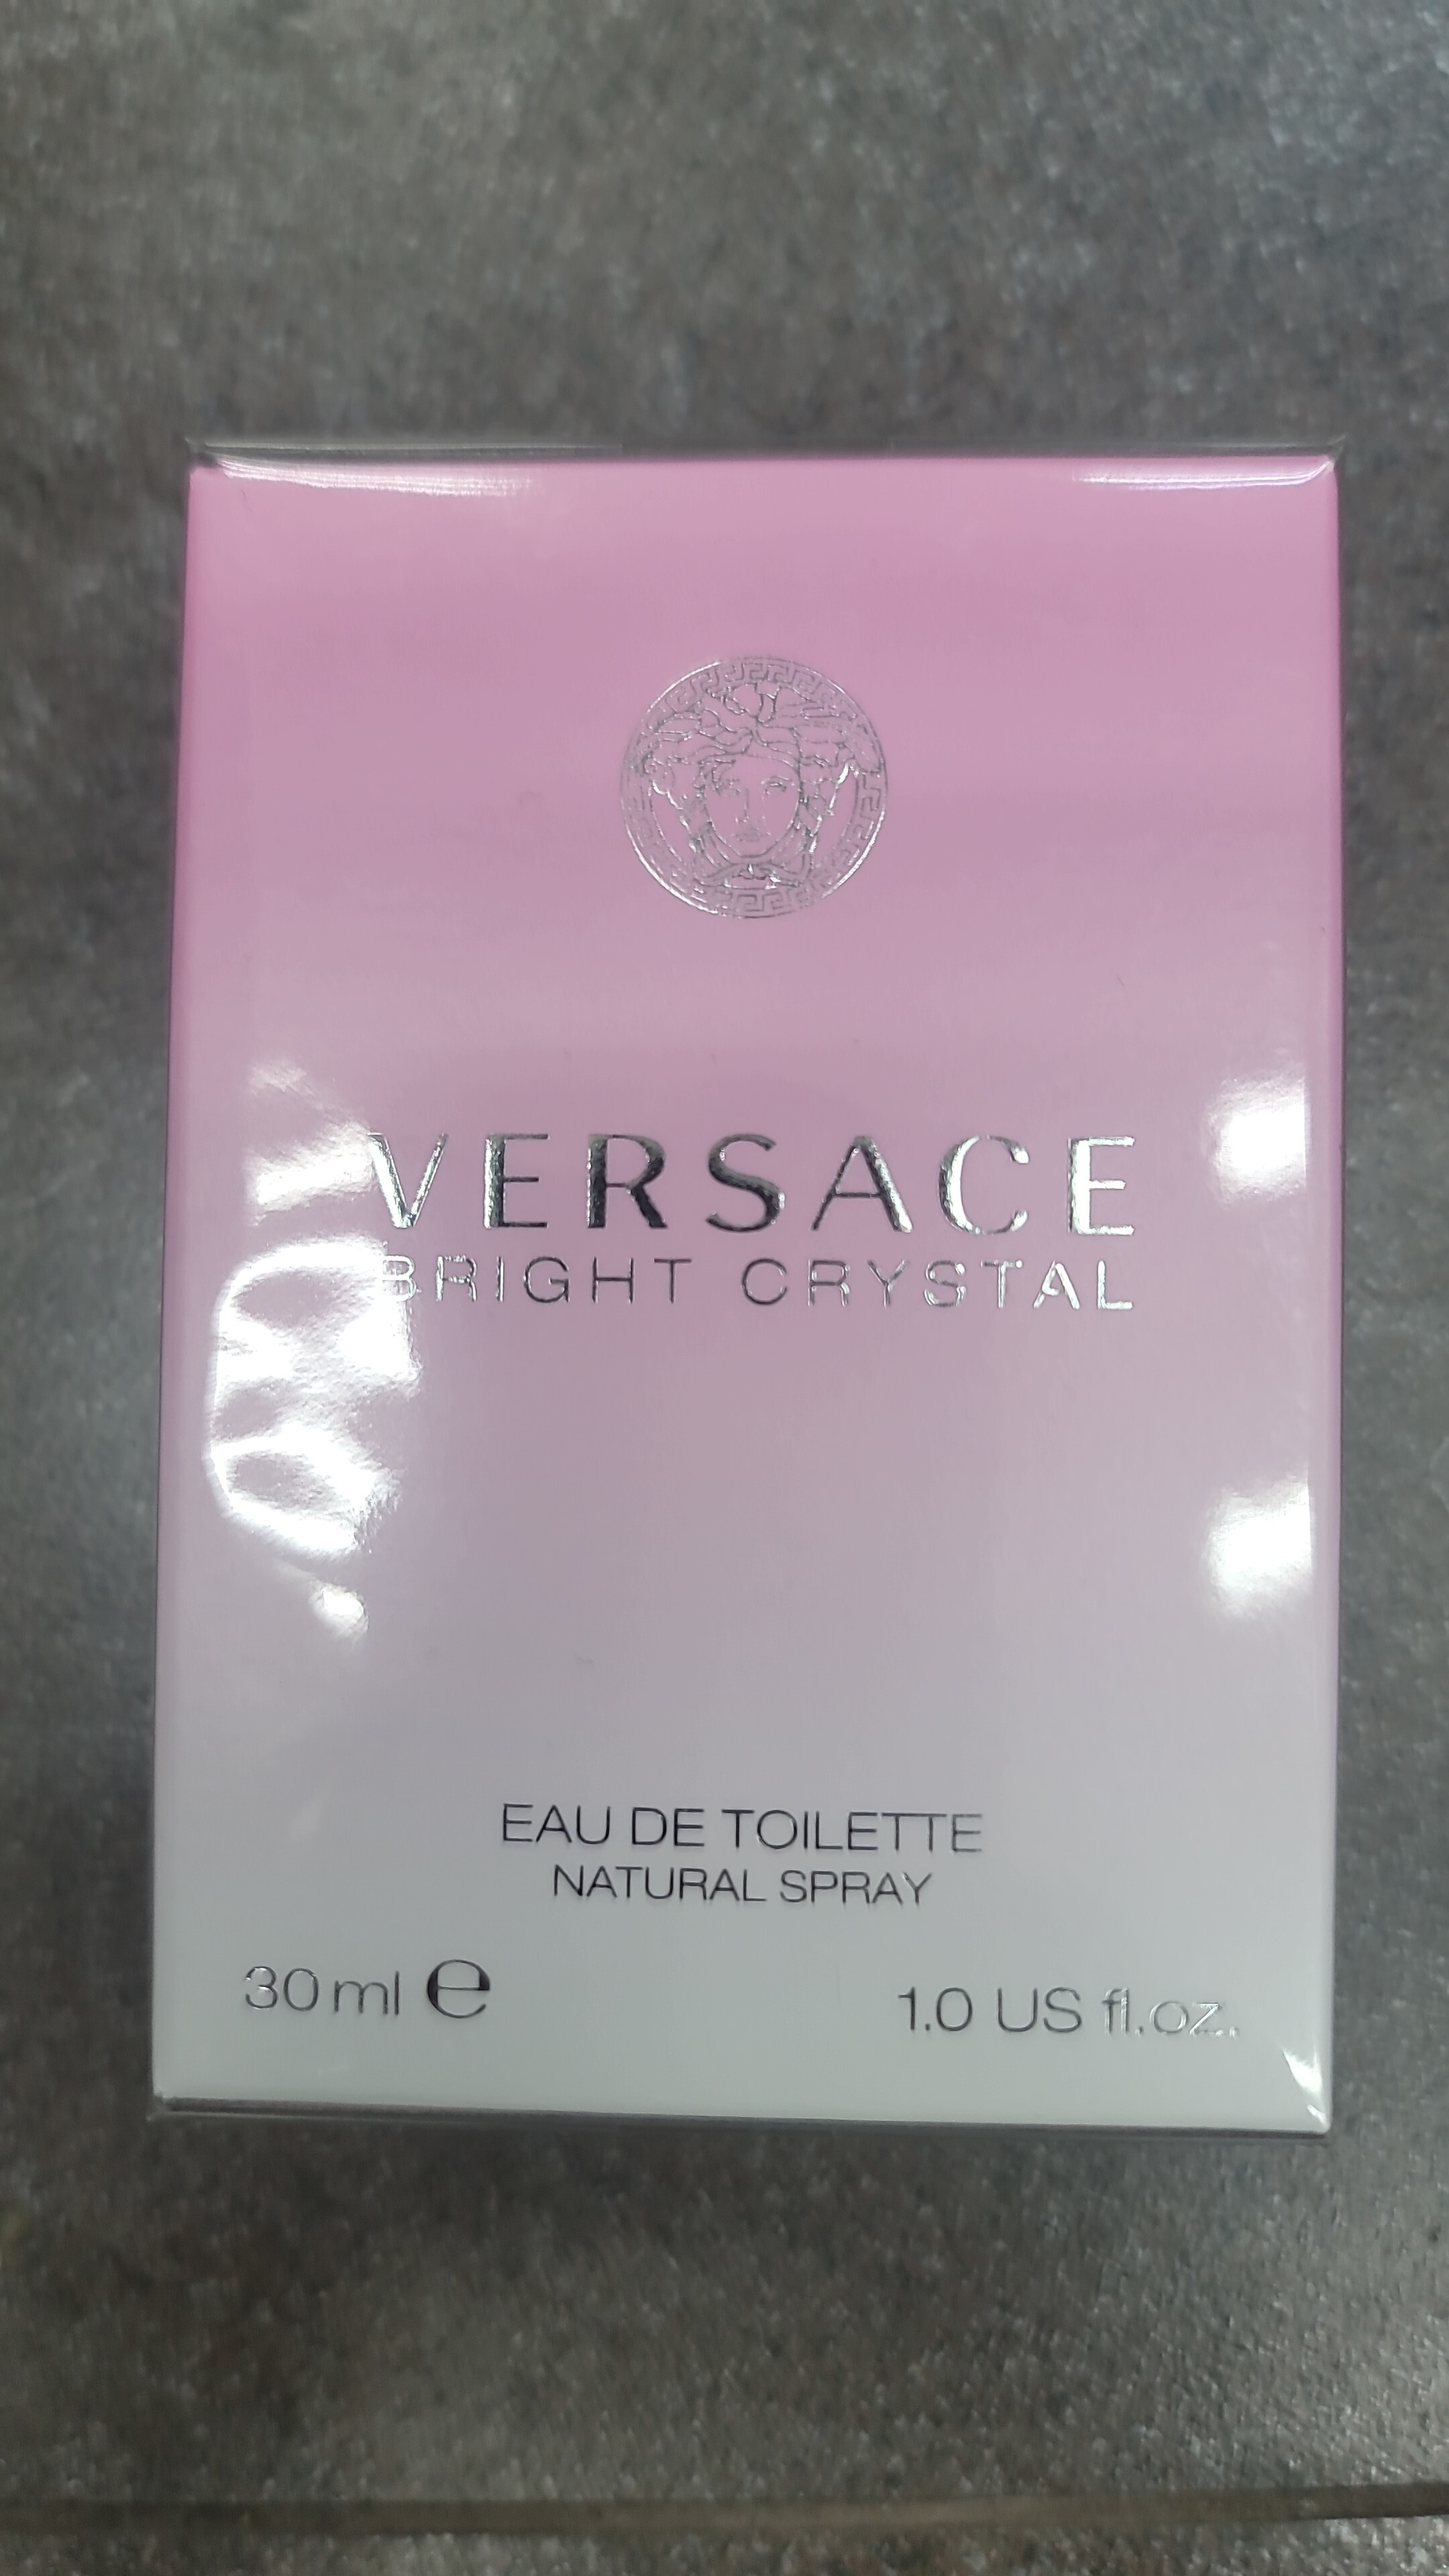 VERSACE
BRIGHT CRYSTAL
EAU DE TOILETTE
NATURAL SPRAY
30 ml ℮
1.0 US fl.oz.